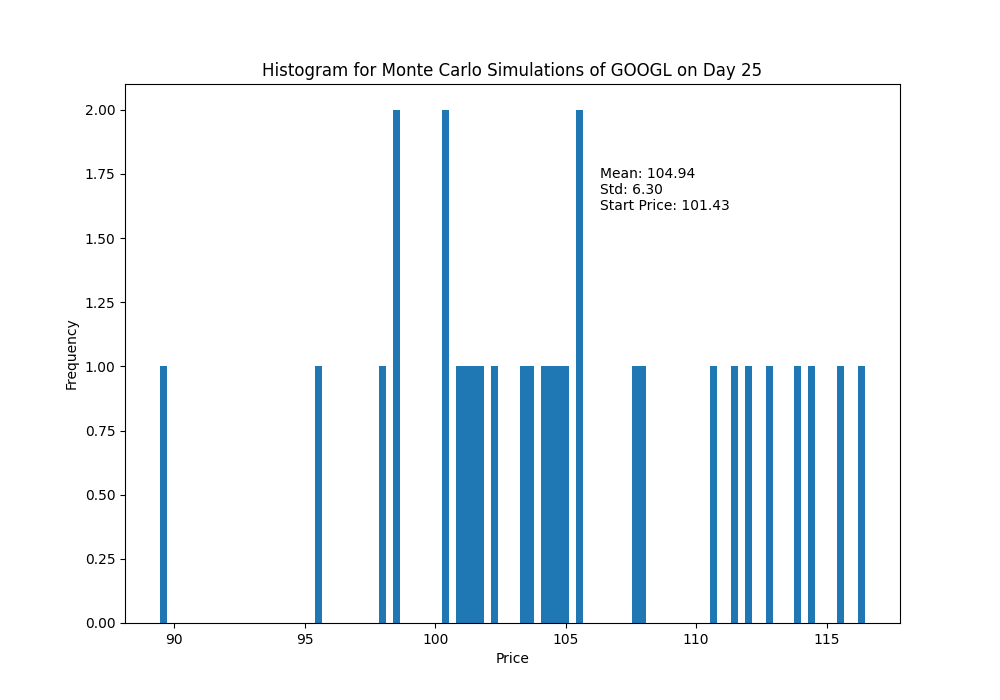 Histogram for Monte Carlo Simulations of GOOGL on Day 25
2.00
1.75
1.50
1.25
1.00
0.75
0.50
0.25
0.00
Frequency
Mean: 104.94
Std: 6.30
Start Price: 101.43
90 95 100 105 110 115
Price